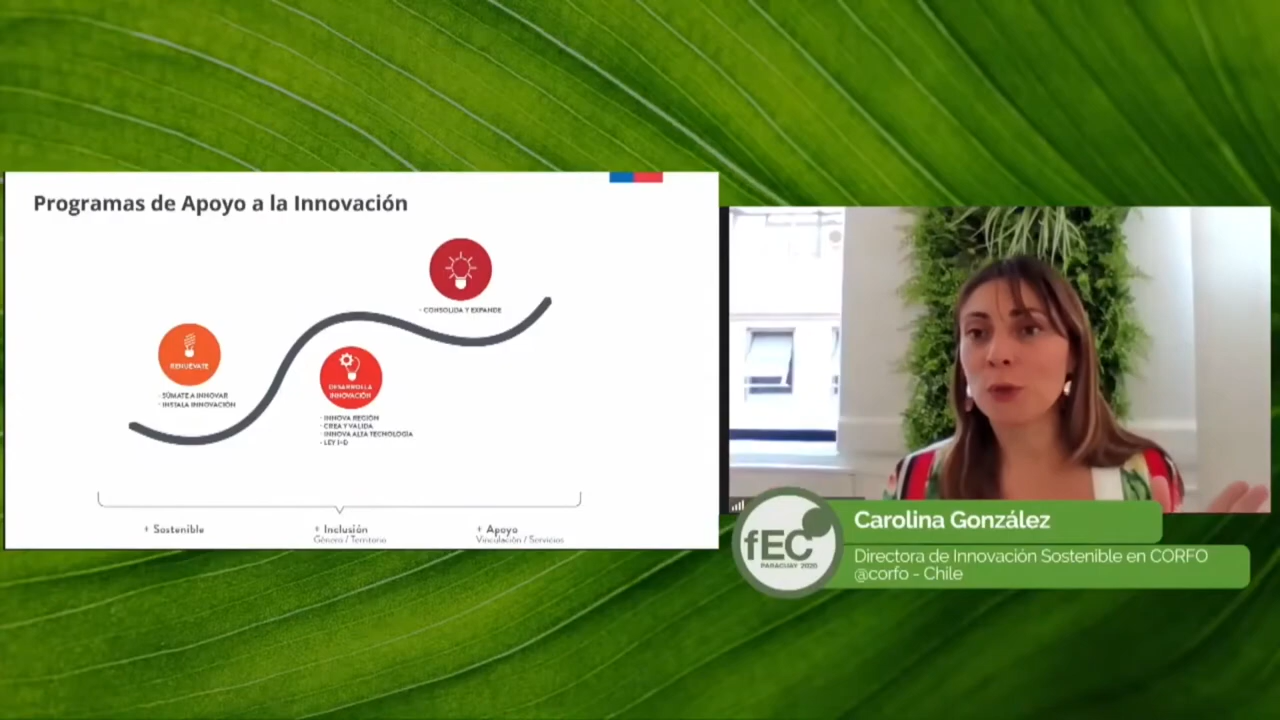 Programas de Apoyo a la Innovación
· CONSOLIDA Y EXPANDE
RENUÉVATE
· SÚMATE A INNOVAR
· INSTALA INNOVACIÓN
DESARROLLA
INNOVACIÓN
· INNOVA REGIÓN
· CREA Y VALIDA
· INNOVA ALTA TECNOLOGÍA
· LEY I+D
+ Sostenible
+ Inclusión
Género / Territorio
+ Apoyo
Vinculación / Servicios
fEC
PARAGUAY 2020
Carolina González
Directora de Innovación Sostenible en CORFO
@corfo - Chile